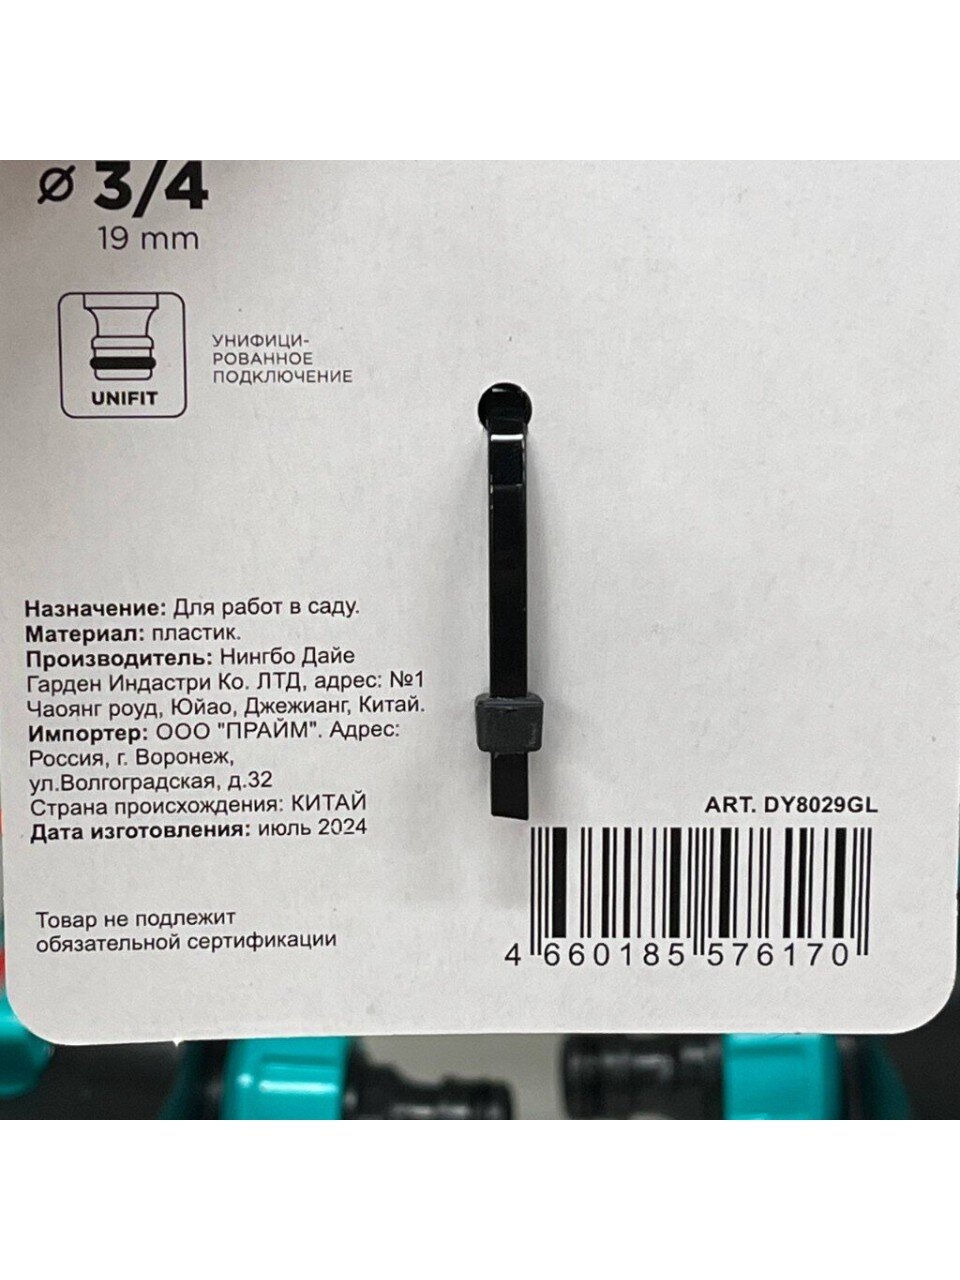 Ø 3/4
19 mm
UNIFIT
УНИФИЦИ-
РОВАННОЕ
ПОДКЛЮЧЕНИЕ
Назначение: Для работ в саду.
Материал: пластик.
Производитель: Нингбо Дайе
Гарден Индастри Ко. ЛТД, адрес: №1
Чаоянг роуд, Юйао, Джежианг, Китай.
Импортер: ООО "ПРАЙМ". Адрес:
Россия, г. Воронеж,
ул.Волгоградская, д.32
Страна происхождения: КИТАЙ
Дата изготовления: июль 2024
Товар не подлежит
обязательной сертификации
ART. DY8029GL
4 660185 576170